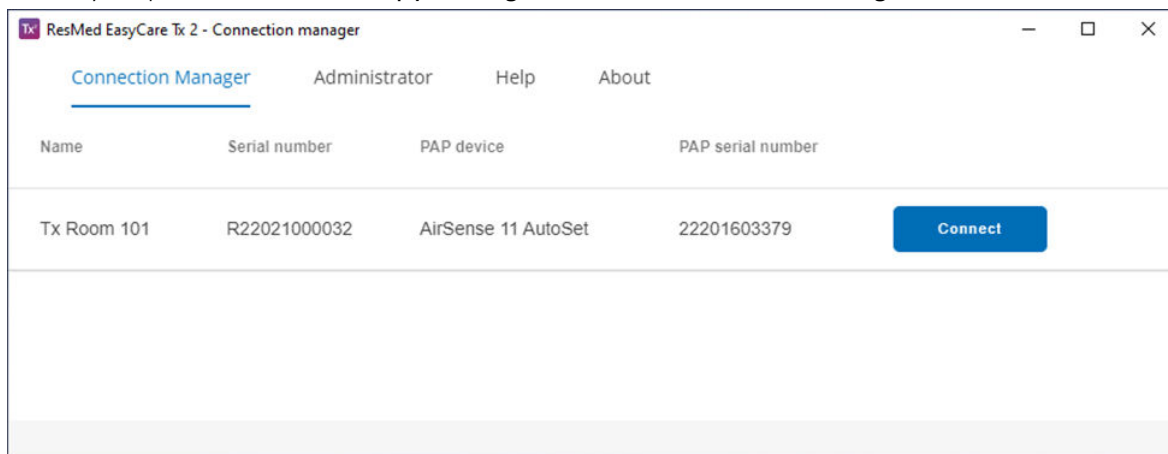 Tx ResMed EasyCare Tx 2 - Connection manager
Connection Manager Administrator Help About
Name Serial number PAP device PAP serial number
Tx Room 101 R22021000032 AirSense 11 AutoSet 22201603379 Connect